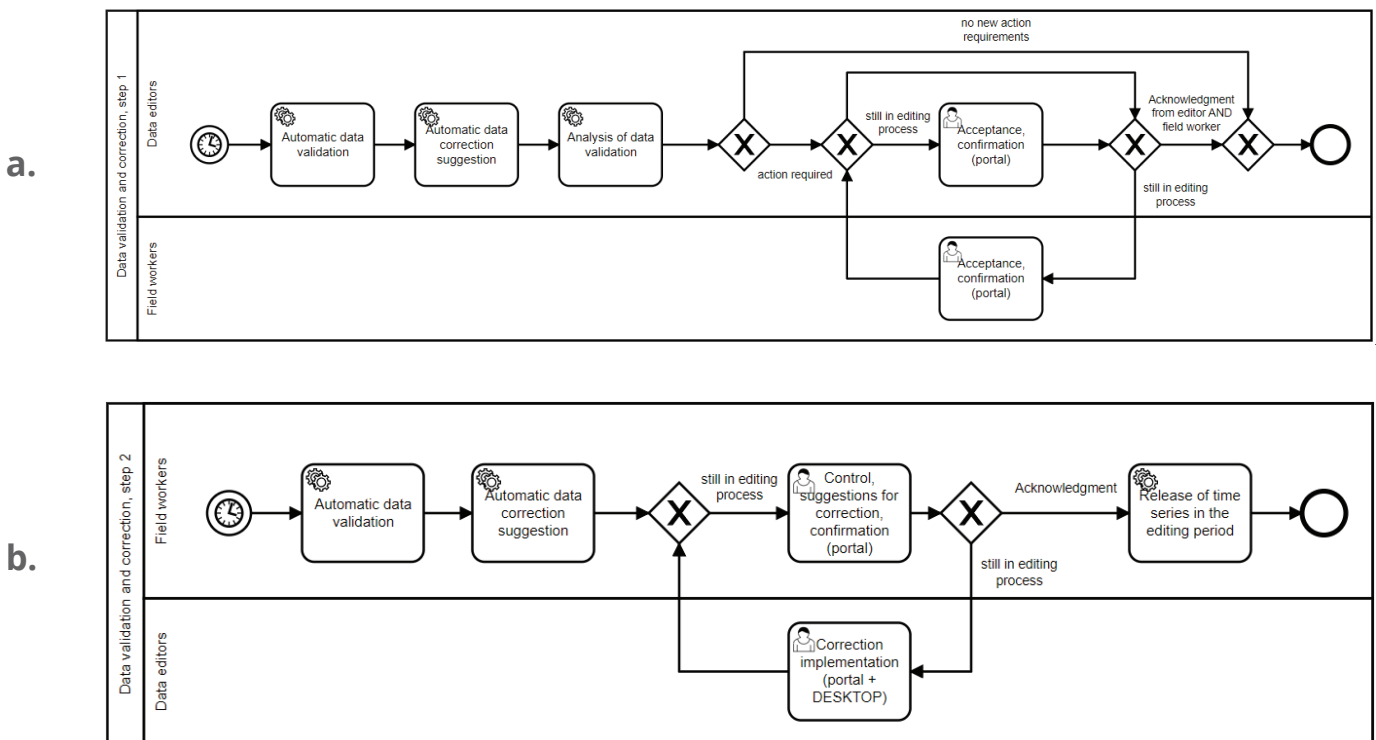 a.
Data validation and correction, step 1
Data editors
Field workers
no new action
requirements
Automatic data
validation
Automatic data
correction
suggestion
Analysis of data
validation
X
action required
X
still in editing
process
Acceptance,
confirmation
(portal)
X
Acknowledgment
from editor AND
field worker
X
still in editing
process
Acceptance,
confirmation
(portal)
b.
Data validation and correction, step 2
Field workers
Data editors
Automatic data
validation
Automatic data
correction
suggestion
X
still in editing
process
Control,
suggestions for
correction,
confirmation
(portal)
X
Acknowledgment
Release of time
series in the
editing period
still in editing
process
Correction
implementation
(portal +
DESKTOP)